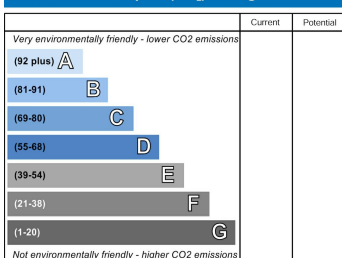 Current Potential
Very environmentally friendly - lower CO2 emissions
(92 plus) A
(81-91) B
(69-80) C
(55-68) D
(39-54) E
(21-38) F
(1-20) G
Not environmentally friendly - higher CO2 emissions